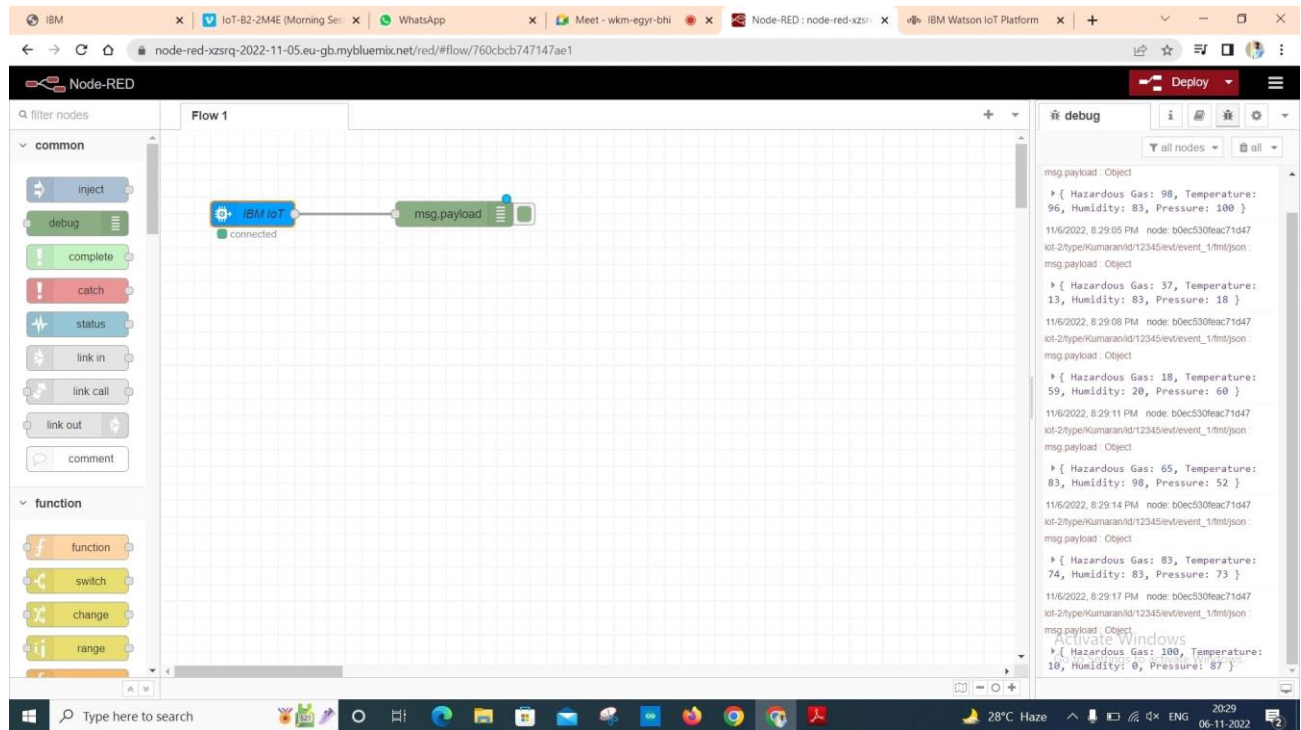 IBM
IoT-B2-2M4E (Morning Ses
WhatsApp
Meet - wkm-egyr-bhi
Node-RED : node-red-xzsr
IBM Watson IoT Platform
node-red-xzsrq-2022-11-05.eu-gb.mybluemix.net/red/#flow/760cbcb747147ae1
Node-RED
Deploy
filter nodes
Flow 1
debug
i
common
all nodes
all
inject
debug
complete
catch
status
link in
link call
link out
comment
function
function
switch
change
range
IBM IoT
connected
msg.payload
msg.payload : Object
{ Hazardous Gas: 98, Temperature:
96, Humidity: 83, Pressure: 100 }
11/6/2022, 8:29:05 PM node: b0ec530feac71d47
iot-2/type/Kumaran/id/12345/evt/event_1/fmt/json :
msg.payload : Object
{ Hazardous Gas: 37, Temperature:
13, Humidity: 83, Pressure: 18 }
11/6/2022, 8:29:08 PM node: b0ec530feac71d47
iot-2/type/Kumaran/id/12345/evt/event_1/fmt/json :
msg.payload : Object
{ Hazardous Gas: 18, Temperature:
59, Humidity: 20, Pressure: 60 }
11/6/2022, 8:29:11 PM node: b0ec530feac71d47
iot-2/type/Kumaran/id/12345/evt/event_1/fmt/json :
msg.payload : Object
{ Hazardous Gas: 65, Temperature:
83, Humidity: 98, Pressure: 52 }
11/6/2022, 8:29:14 PM node: b0ec530feac71d47
iot-2/type/Kumaran/id/12345/evt/event_1/fmt/json :
msg.payload : Object
{ Hazardous Gas: 83, Temperature:
74, Humidity: 83, Pressure: 73 }
11/6/2022, 8:29:17 PM node: b0ec530feac71d47
iot-2/type/Kumaran/id/12345/evt/event_1/fmt/json :
msg.payload : Object
Activate Windows
{ Hazardous Gas: 100, Temperature:
Go to Settings to activate Windows.
10, Humidity: 0, Pressure: 87 }
Type here to search
28°C Haze
ENG
20:29
06-11-2022
2